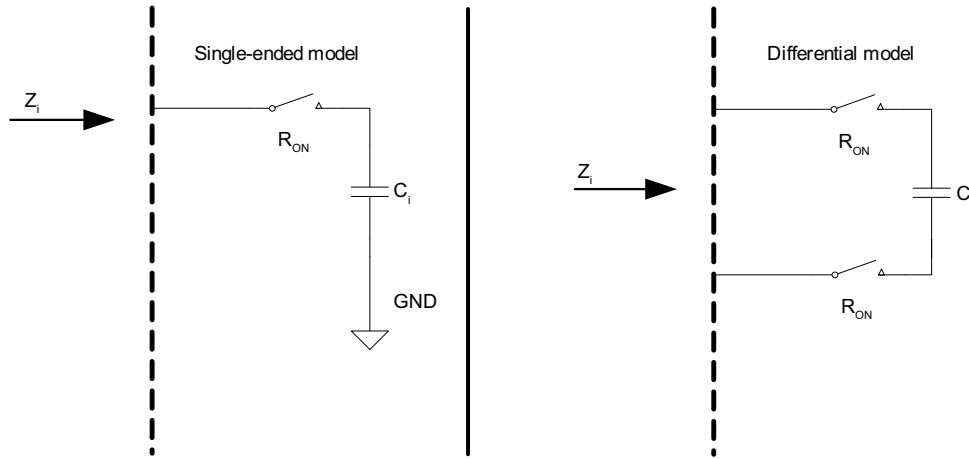 Single-ended model
Z_i
R_ON
C_i
GND
Differential model
Z_i
R_ON
C
R_ON